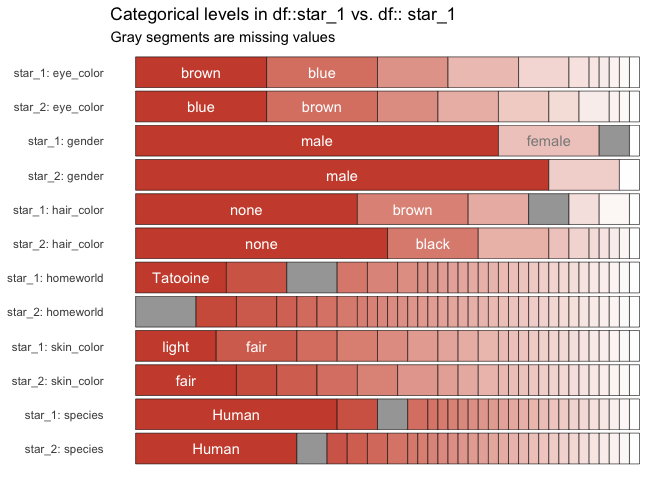 Categorical levels in df::star_1 vs. df:: star_1
Gray segments are missing values
star_1: eye_color brown blue
star_2: eye_color blue brown
star_1: gender male female
star_2: gender male
star_1: hair_color none brown
star_2: hair_color none black
star_1: homeworld Tatooine
star_2: homeworld
star_1: skin_color light fair
star_2: skin_color fair
star_1: species Human
star_2: species Human